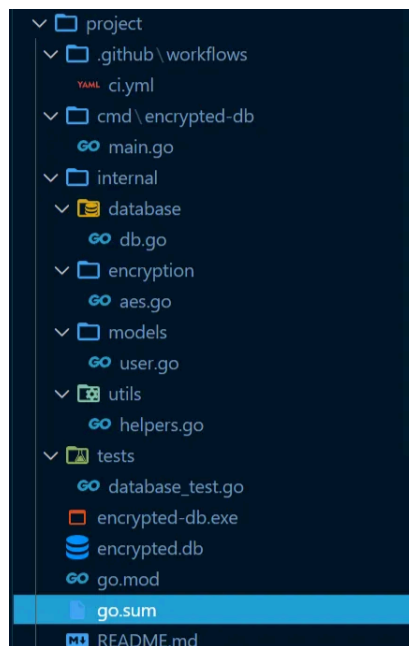 project
.github\workflows
YAML ci.yml
cmd\encrypted-db
GO main.go
internal
database
GO db.go
encryption
GO aes.go
models
GO user.go
utils
GO helpers.go
tests
GO database_test.go
encrypted-db.exe
encrypted.db
GO go.mod
go.sum
M README.md